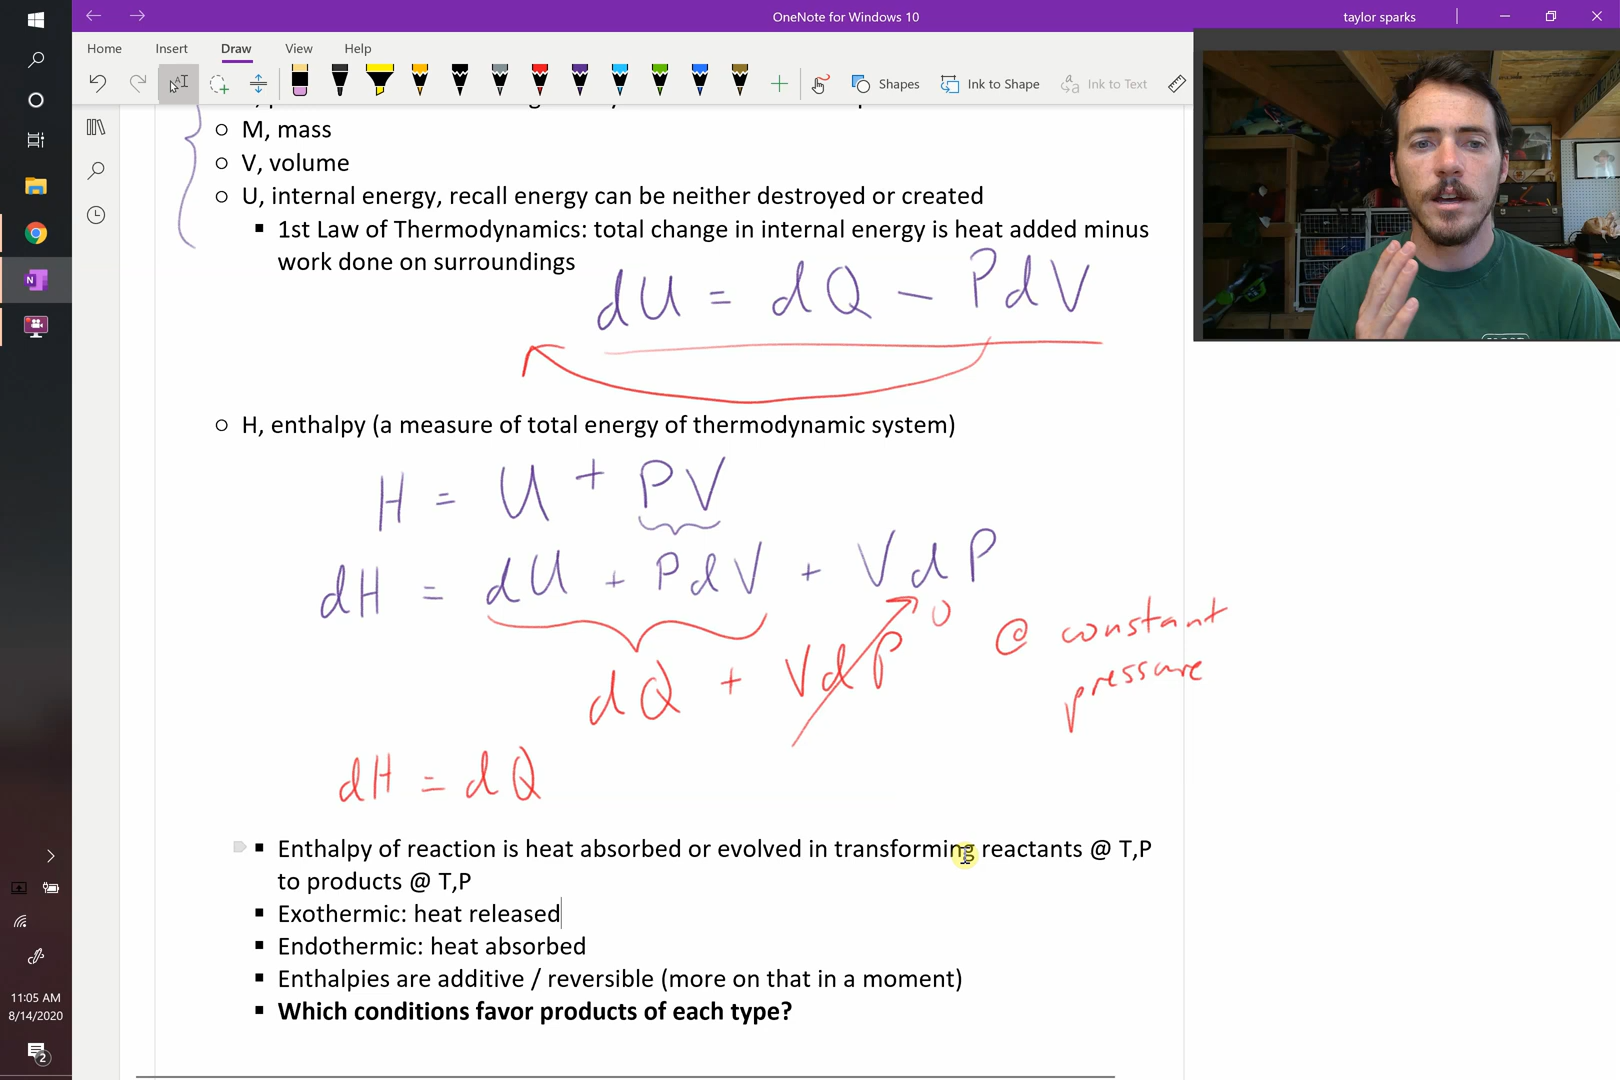 OneNote for Windows 10
taylor sparks
Home Insert Draw View Help
Shapes
Ink to Shape
Ink to Text
○ M, mass
○ V, volume
○ U, internal energy, recall energy can be neither destroyed or created
▪ 1st Law of Thermodynamics: total change in internal energy is heat added minus
work done on surroundings
dU = dQ − PdV
○ H, enthalpy (a measure of total energy of thermodynamic system)
H = U + PV
dH = dU + PdV + VdP
dQ + VdP 0 @ constant
pressure
dH = dQ
▪ Enthalpy of reaction is heat absorbed or evolved in transforming reactants @ T,P
to products @ T,P
▪ Exothermic: heat released
▪ Endothermic: heat absorbed
▪ Enthalpies are additive / reversible (more on that in a moment)
▪ Which conditions favor products of each type?
11:05 AM
8/14/2020
2